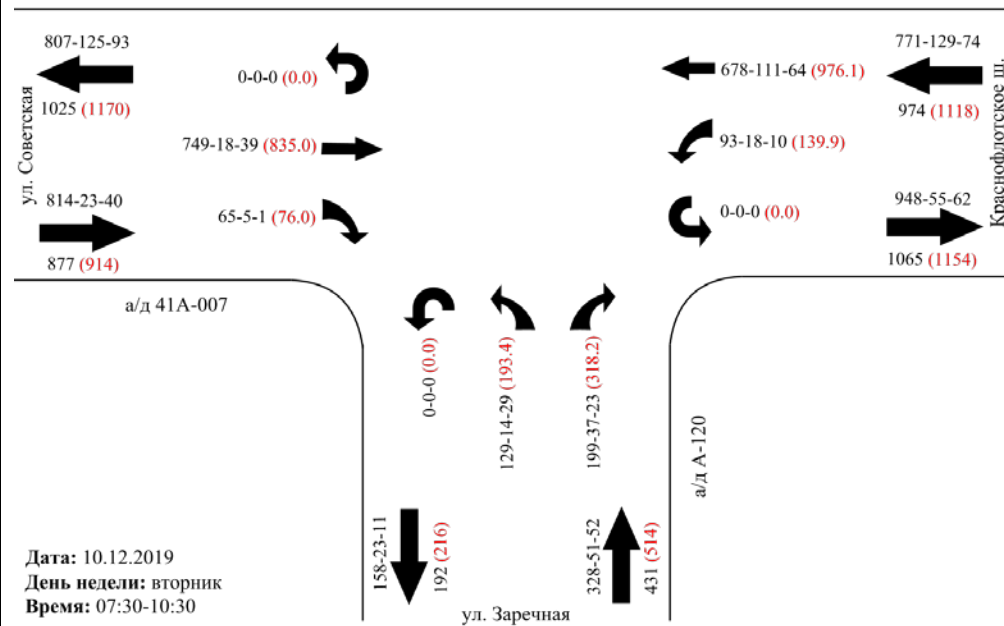 807-125-93
1025 (1170)
ул. Советская
814-23-40
877 (914)
0-0-0 (0.0)
749-18-39 (835.0)
65-5-1 (76.0)
678-111-64 (976.1)
93-18-10 (139.9)
0-0-0 (0.0)
771-129-74
974 (1118)
948-55-62
1065 (1154)
Краснофлотское ш.
а/д 41А-007
0-0-0 (0.0)
129-14-29 (193.4)
199-37-23 (318.2)
а/д А-120
158-23-11
192 (216)
328-51-52
431 (514)
ул. Заречная
Дата: 10.12.2019
День недели: вторник
Время: 07:30-10:30